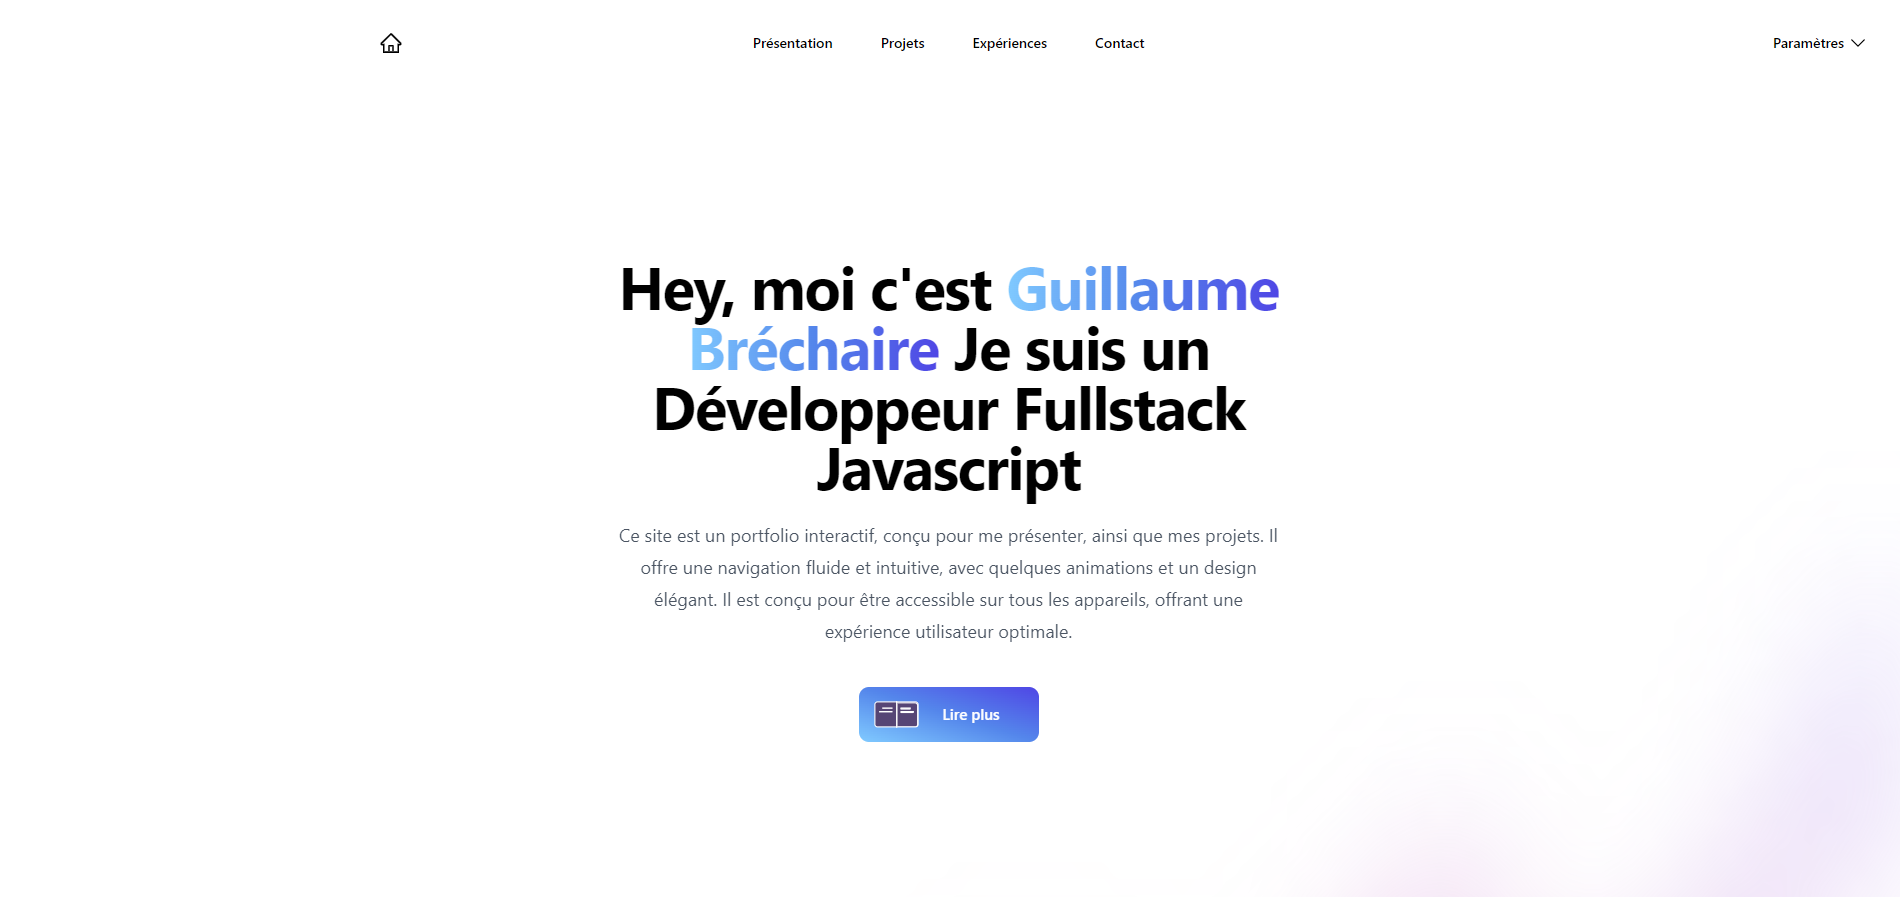 Présentation Projets Expériences Contact Paramètres
Hey, moi c'est Guillaume
Bréchaire Je suis un
Développeur Fullstack
Javascript
Ce site est un portfolio interactif, conçu pour me présenter, ainsi que mes projets. Il
offre une navigation fluide et intuitive, avec quelques animations et un design
élégant. Il est conçu pour être accessible sur tous les appareils, offrant une
expérience utilisateur optimale.
Lire plus